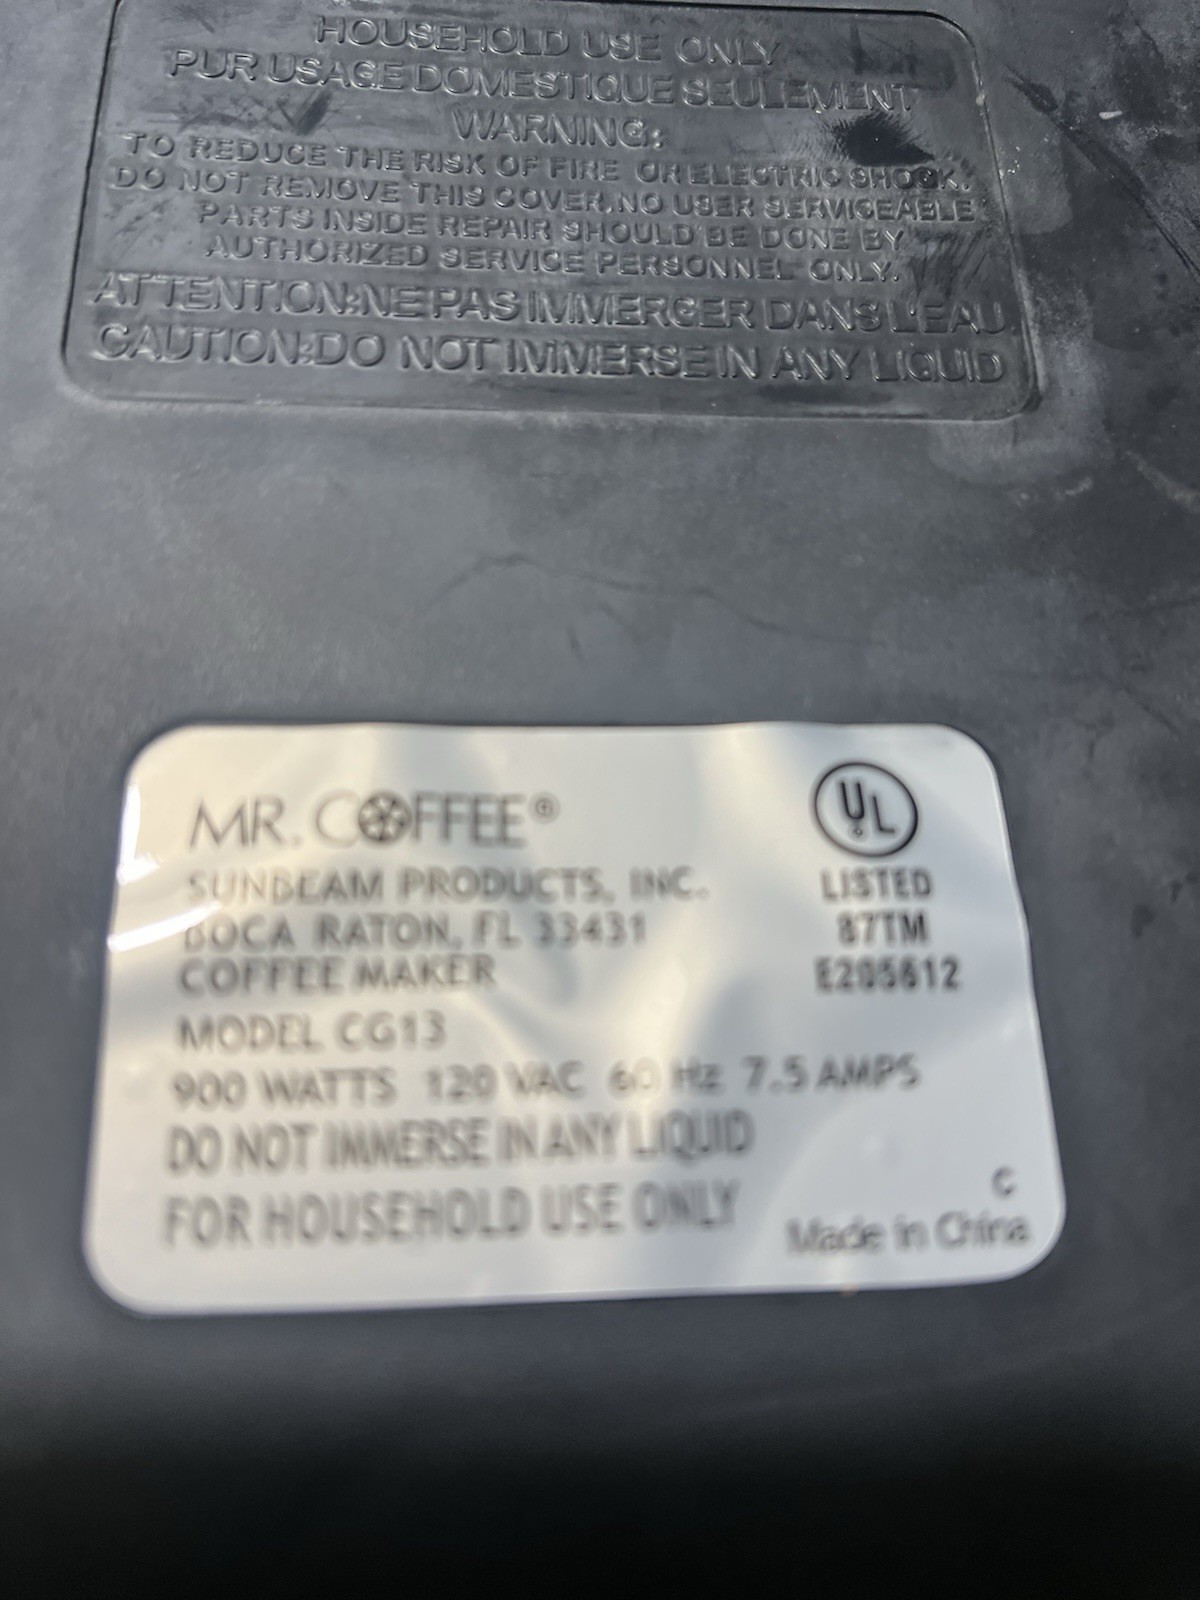 HOUSEHOLD USE ONLY
PUR USAGE DOMESTIQUE SEULEMENT
WARNING:
TO REDUCE THE RISK OF FIRE OR ELECTRIC SHOCK.
DO NOT REMOVE THIS COVER.NO USER SERVICEABLE
PARTS INSIDE REPAIR SHOULD BE DONE BY
AUTHORIZED SERVICE PERSONNEL ONLY.
ATTENTION:NE PAS IMMERGER DANS L'EAU
CAUTION:DO NOT IMMERSE IN ANY LIQUID
MR. COFFEE®
SUNBEAM PRODUCTS, INC.
BOCA RATON, FL 33431
COFFEE MAKER
MODEL CG13
900 WATTS 120 VAC 60 Hz 7.5 AMPS
DO NOT IMMERSE IN ANY LIQUID
FOR HOUSEHOLD USE ONLY
UL
LISTED
87TM
E205612
C
Made in China